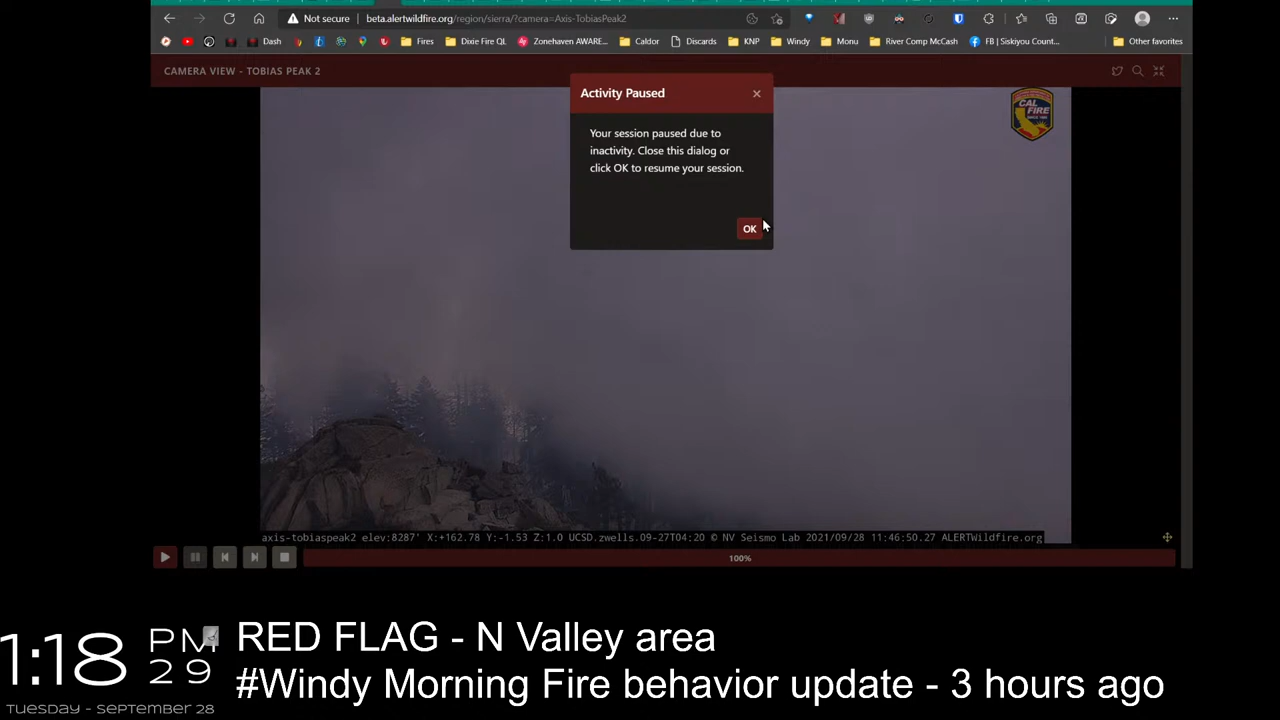 Not secure
beta.alertwildfire.org/region/sierra/?camera=Axis-TobiasPeak2
Dash
Fires
Dixie Fire QL
Zonehaven AWARE...
Caldor
Discards
KNP
Windy
Monu
River Comp McCash
FB | Siskiyou Count...
Other favorites
CAMERA VIEW - TOBIAS PEAK 2
Activity Paused
CAL FIRE
Your session paused due to
inactivity. Close this dialog or
click OK to resume your session.
OK
axis-tobiaspeak2 elev:8287' X:+162.78 Y:-1.53 Z:1.0 UCSD.zwells.09-27T04:20 © NV Seismo Lab 2021/09/28 11:46:50.27 ALERTWildfire.org
100%
1:18 PM 29
TUESDAY - SEPTEMBER 28
RED FLAG - N Valley area
#Windy Morning Fire behavior update - 3 hours ago